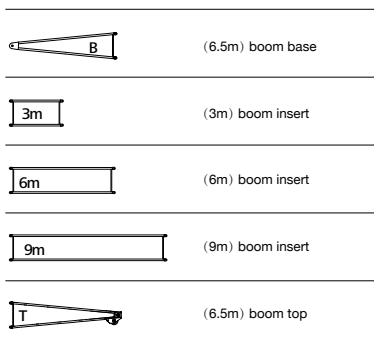 B （6.5m）boom base
3m （3m）boom insert
6m （6m）boom insert
9m （9m）boom insert
T （6.5m）boom top